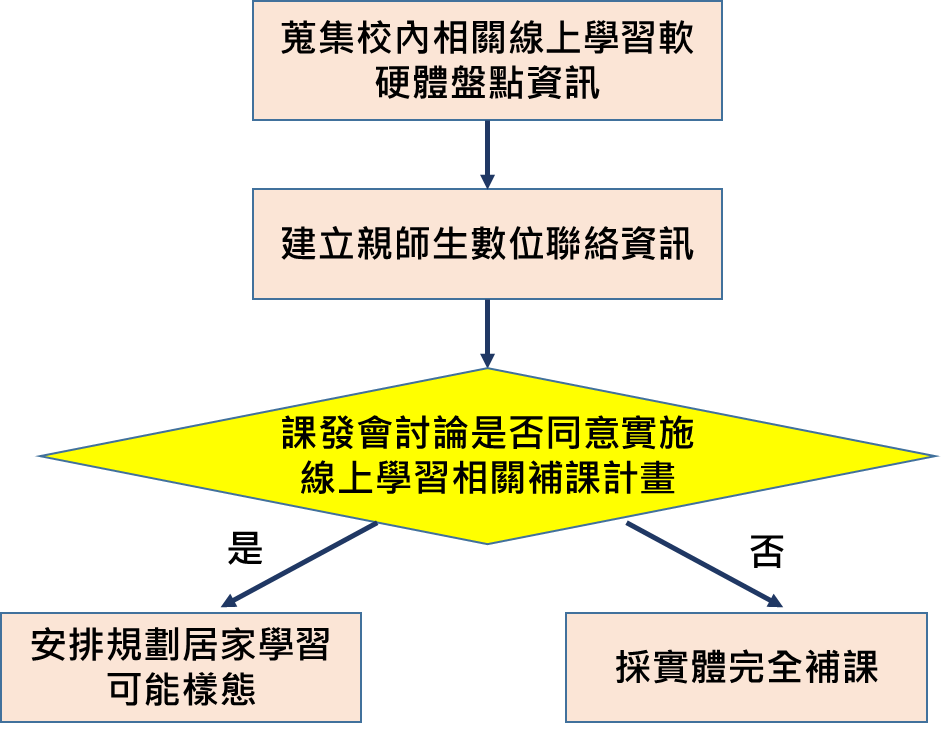 蒐集校內相關線上學習軟
硬體盤點資訊
建立親師生數位聯絡資訊
課發會討論是否同意實施
線上學習相關補課計畫
是
否
安排規劃居家學習
可能樣態
採實體完全補課